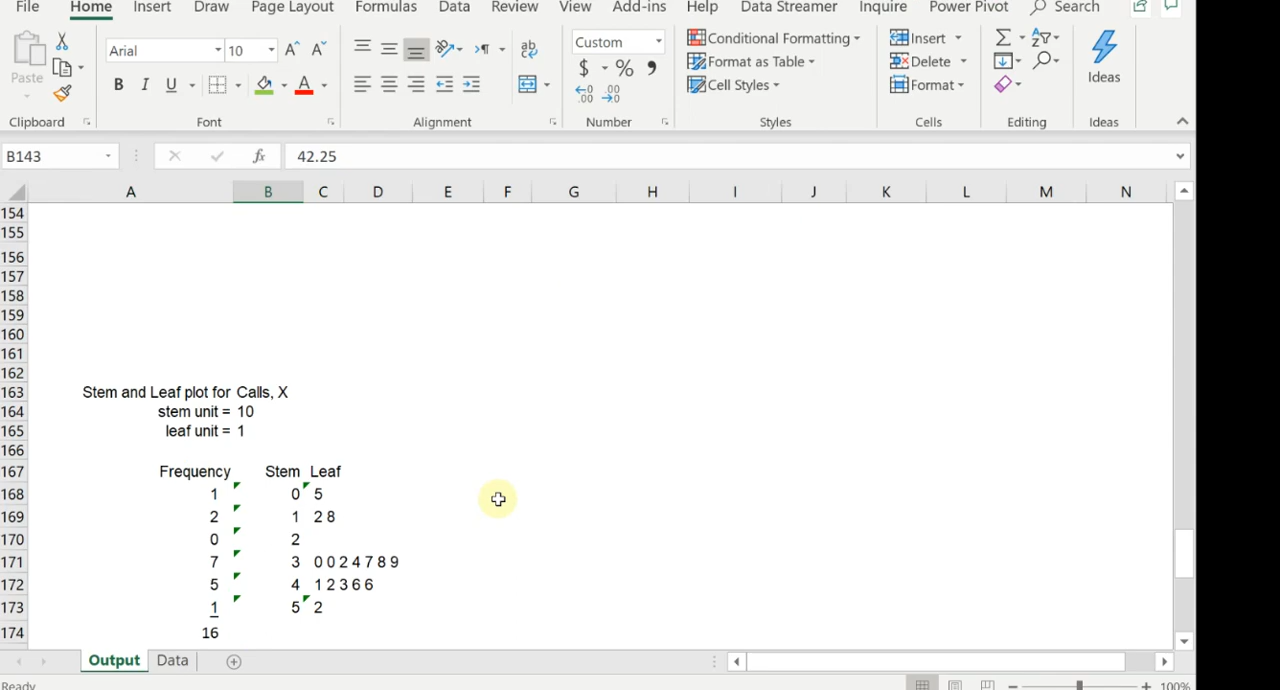 File Home Insert Draw Page Layout Formulas Data Review View Add-ins Help Data Streamer Inquire Power Pivot Search
Paste
Arial 10
B I U
ab
Custom
$ % ,
Conditional Formatting
Format as Table
Cell Styles
Insert
Delete
Format
Ideas
Clipboard Font Alignment Number Styles Cells Editing Ideas
B143 fx 42.25
A B C D E F G H I J K L M N
154
155
156
157
158
159
160
161
162
163 Stem and Leaf plot for Calls, X
164 stem unit = 10
165 leaf unit = 1
166
167 Frequency Stem Leaf
168 1 0 5
169 2 1 2 8
170 0 2
171 7 3 0 0 2 4 7 8 9
172 5 4 1 2 3 6 6
173 1 5 2
174 16
Output Data
Ready 100%